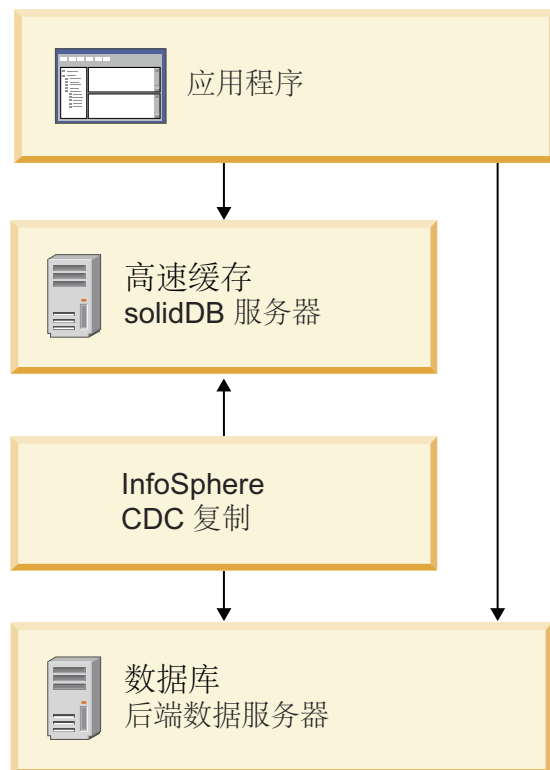 应用程序
高速缓存
solidDB 服务器
InfoSphere
CDC 复制
数据库
后端数据服务器